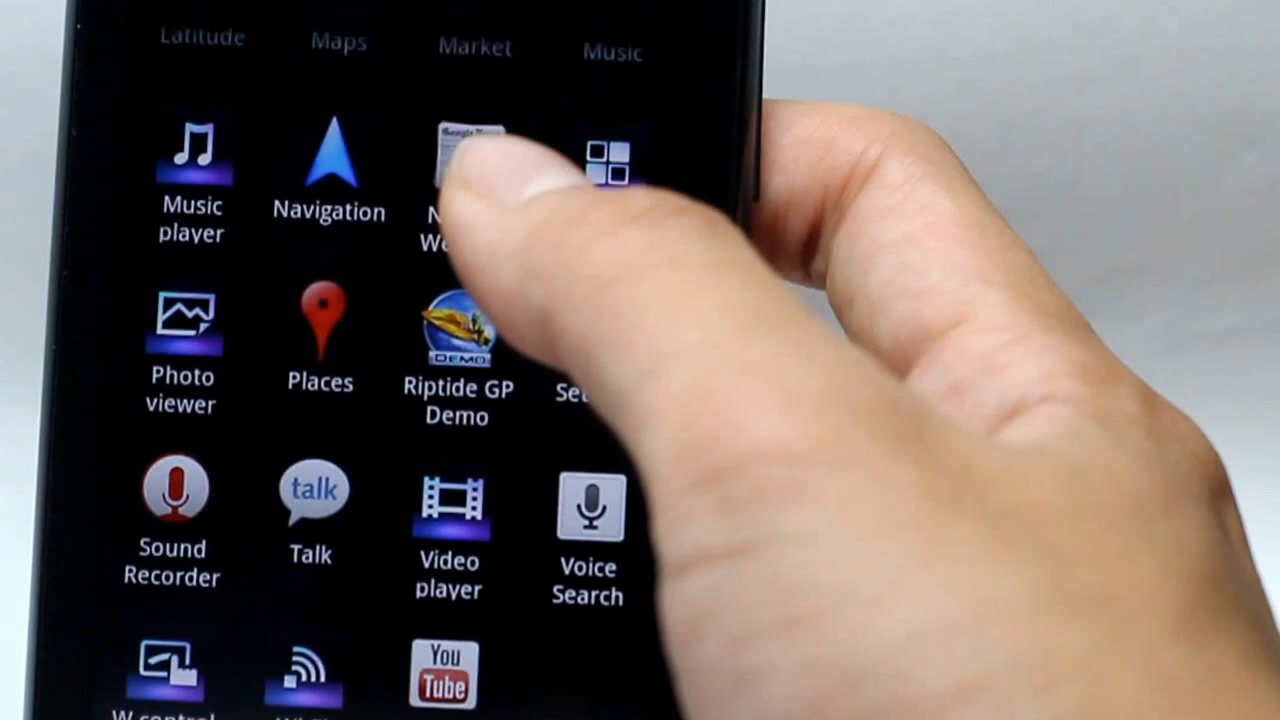 Latitude Maps Market Music
Music player
Navigation
Photo viewer
Places
DEMO
Riptide GP Demo
Sound Recorder
talk
Talk
Video player
Voice Search
You Tube
W control